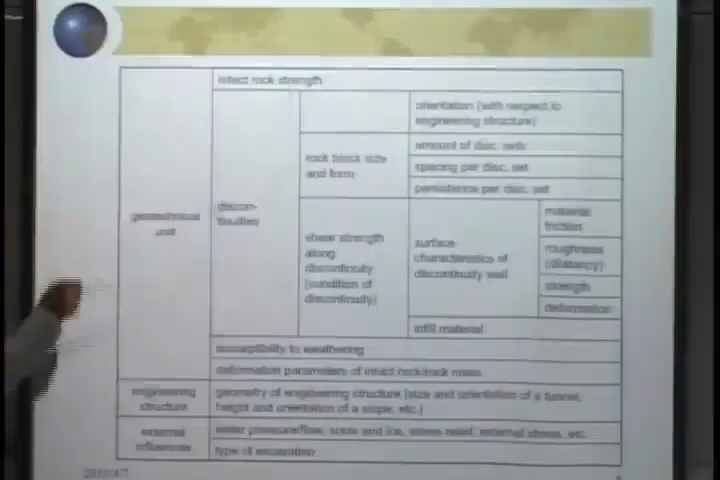 intact rock strength
orientation (with respect to
engineering structure)
rock block size
and form
amount of disc. sets
spacing per disc. set
persistence per disc. set
geotechnical
unit
discon-
tinuities
shear strength
along
discontinuity
(condition of
discontinuity)
surface
characteristics of
discontinuity wall
material
friction
roughness
(dilatancy)
strength
deformation
infill material
susceptibility to weathering
deformation parameters of intact rock/rock mass
engineering
structure
geometry of engineering structure (size and orientation of a tunnel,
height and orientation of a slope, etc.)
external
influences
water pressure/flow, snow and ice, stress relief, external stress, etc.
type of excavation